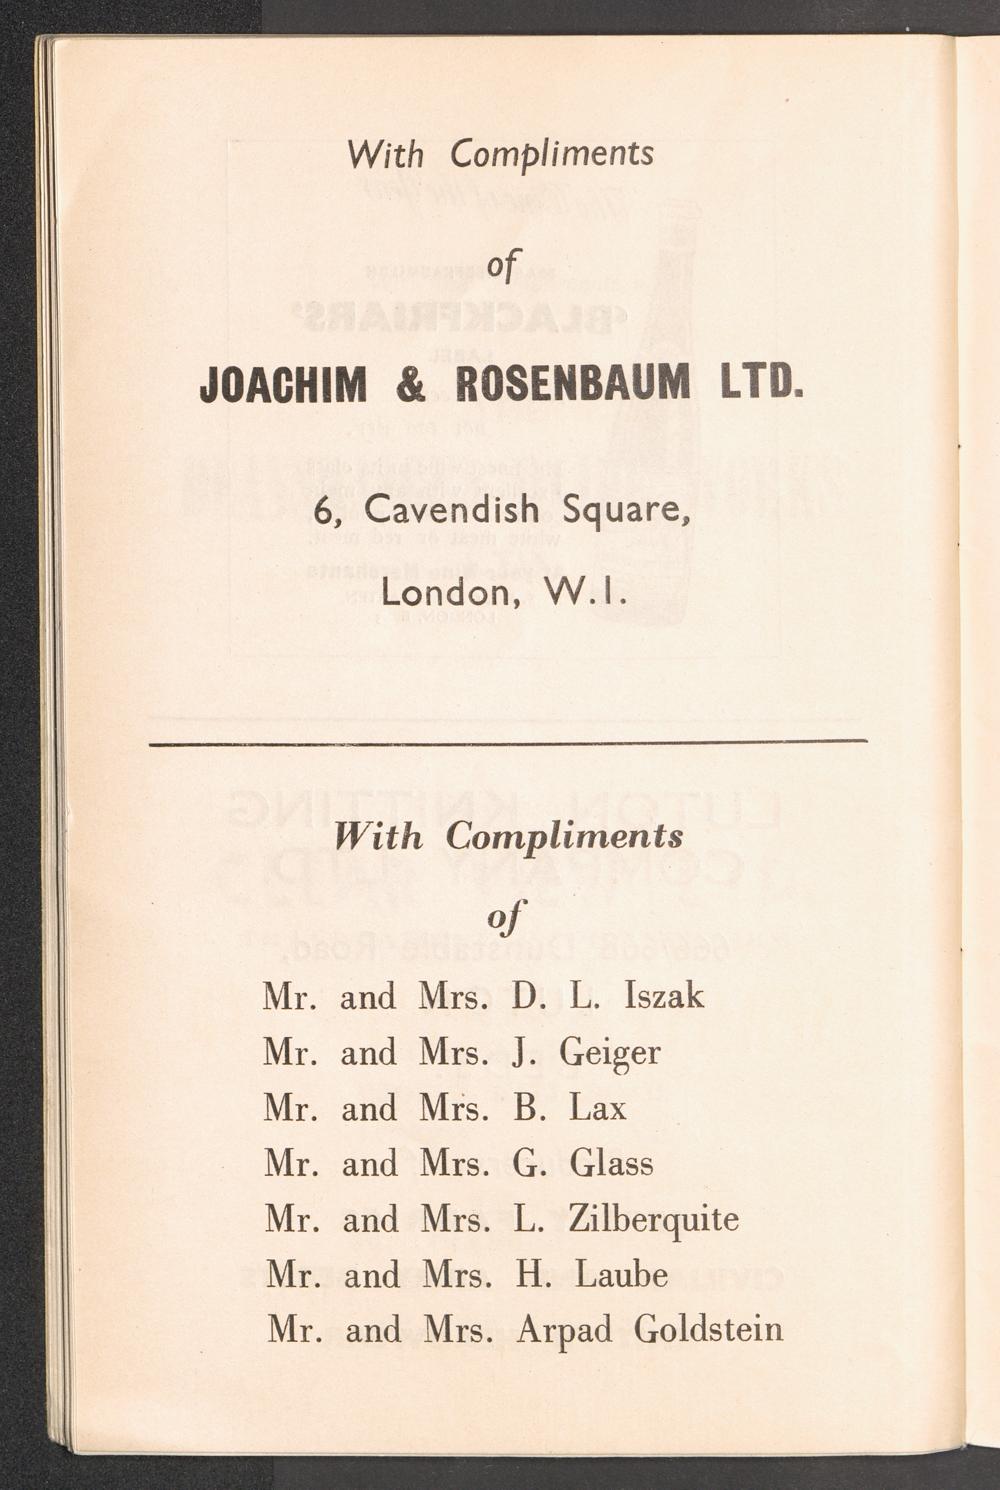 With Compliments
of
JOACHIM & ROSENBAUM LTD.
6, Cavendish Square,
London, W.1.
With Compliments
of
Mr. and Mrs. D. L. Iszak
Mr. and Mrs. J. Geiger
Mr. and Mrs. B. Lax
Mr. and Mrs. G. Glass
Mr. and Mrs. L. Zilberquite
Mr. and Mrs. H. Laube
Mr. and Mrs. Arpad Goldstein